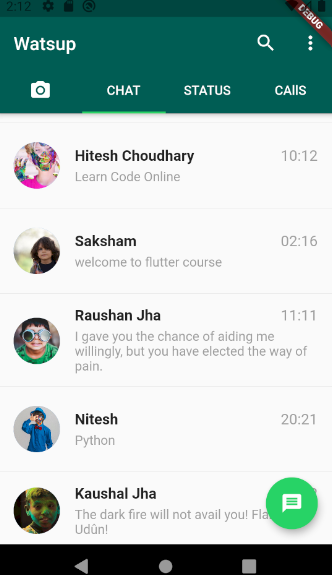 2:12
DEBUG
Watsup
CHAT STATUS CAllS
Hitesh Choudhary 10:12
Learn Code Online
Saksham 02:16
welcome to flutter course
Raushan Jha 11:11
I gave you the chance of aiding me
willingly, but you have elected the way of
pain.
Nitesh 20:21
Python
Kaushal Jha
The dark fire will not avail you!
Udûn!